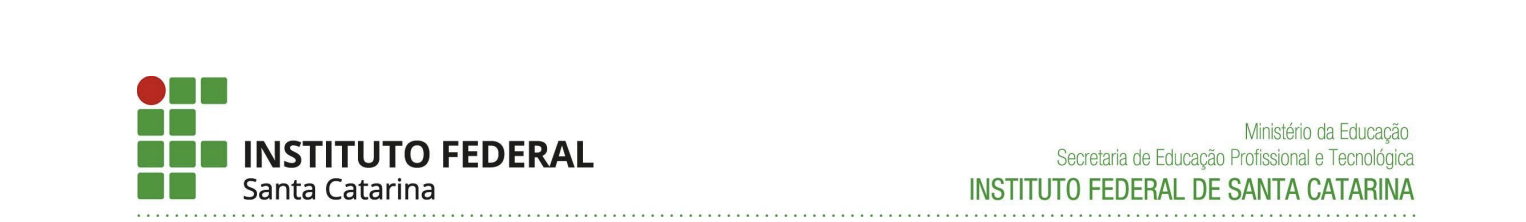 INSTITUTO FEDERAL
Santa Catarina
Ministério da Educação
Secretaria de Educação Profissional e Tecnológica
INSTITUTO FEDERAL DE SANTA CATARINA